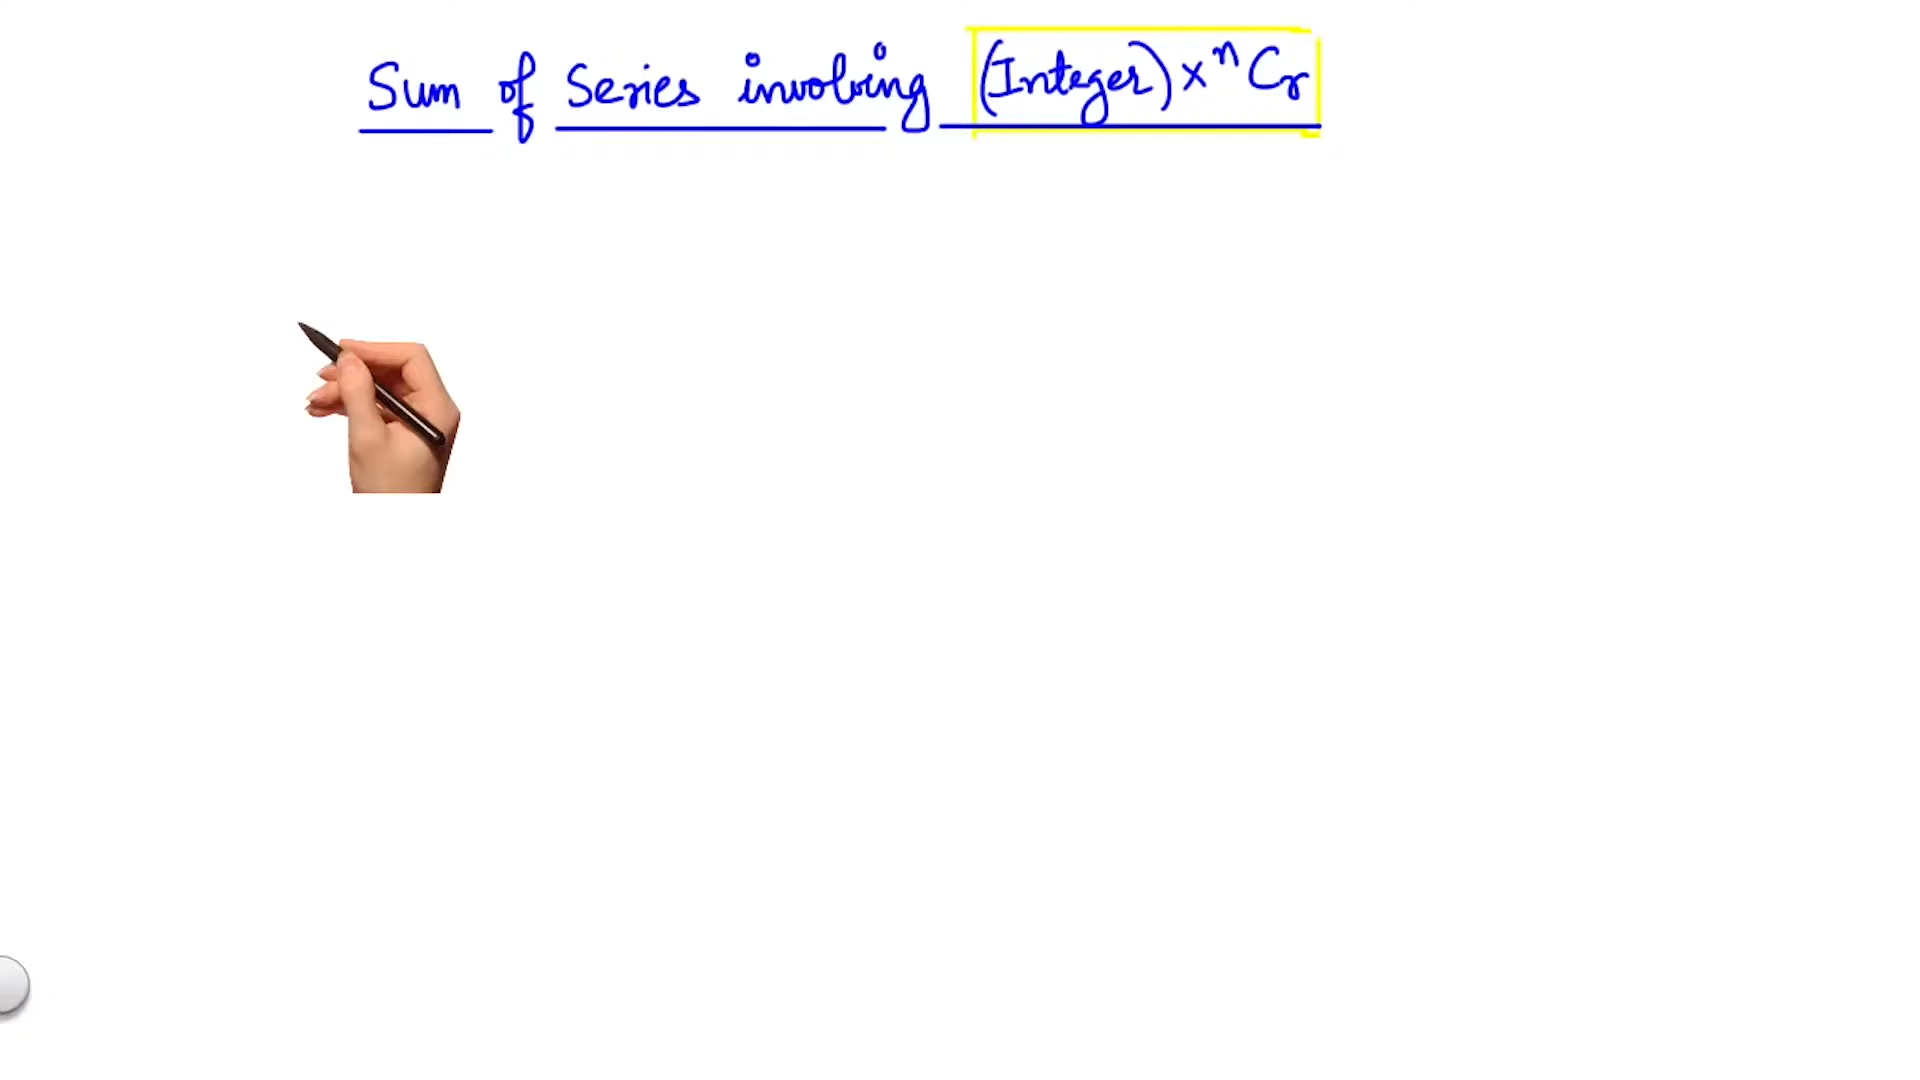 Sum of Series involving (Integer) × ⁿCᵣ